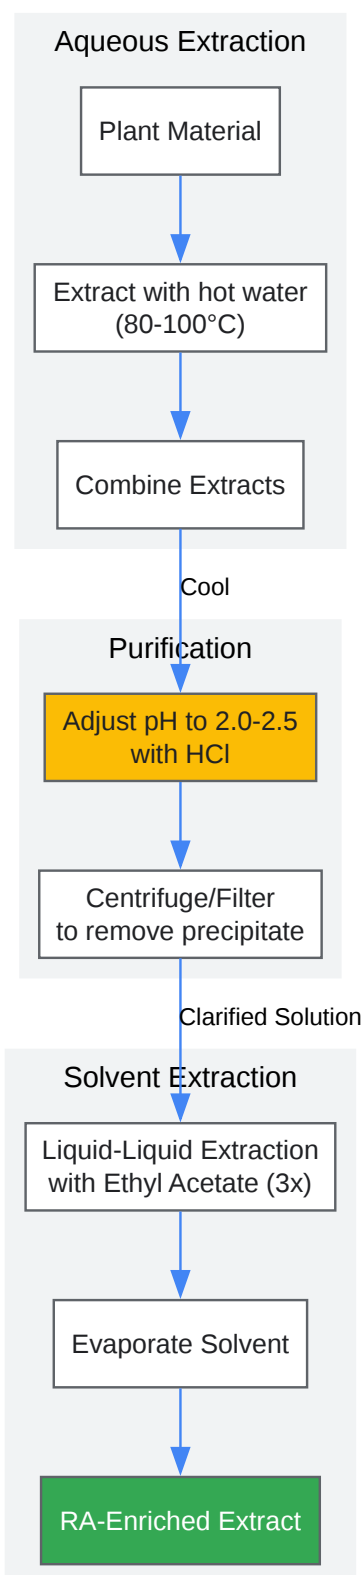 Aqueous Extraction
Plant Material
Extract with hot water
(80-100°C)
Combine Extracts
Cool
Purification
Adjust pH to 2.0-2.5
with HCl
Centrifuge/Filter
to remove precipitate
Clarified Solution
Solvent Extraction
Liquid-Liquid Extraction
with Ethyl Acetate (3x)
Evaporate Solvent
RA-Enriched Extract